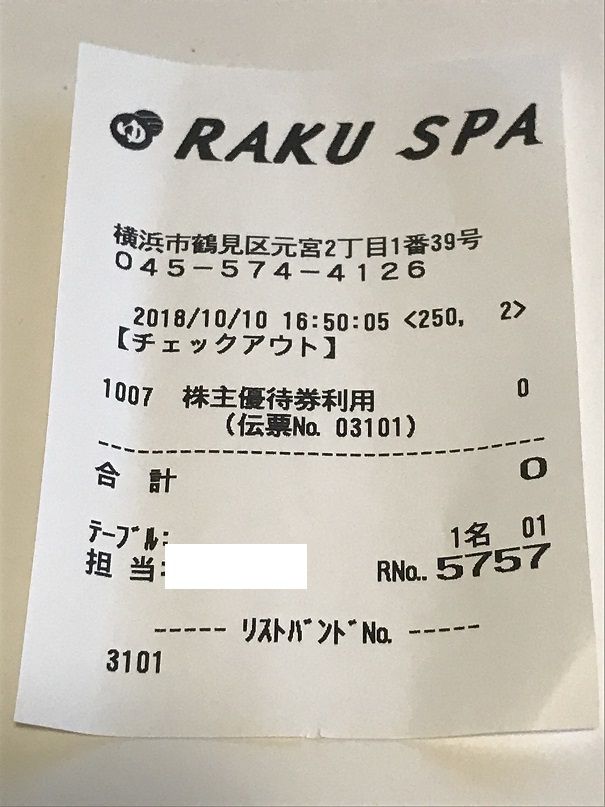 ゆ RAKU SPA
横浜市鶴見区元宮2丁目1番39号
045-574-4126
2018/10/10 16:50:05 <250, 2>
【チェックアウト】
1007 株主優待券利用 0
(伝票No. 03101)
合 計 0
ﾃｰﾌﾞﾙ: 1名 01
担 当: RNo.. 5757
----- ﾘｽﾄﾊﾞﾝﾄﾞNo. -----
3101